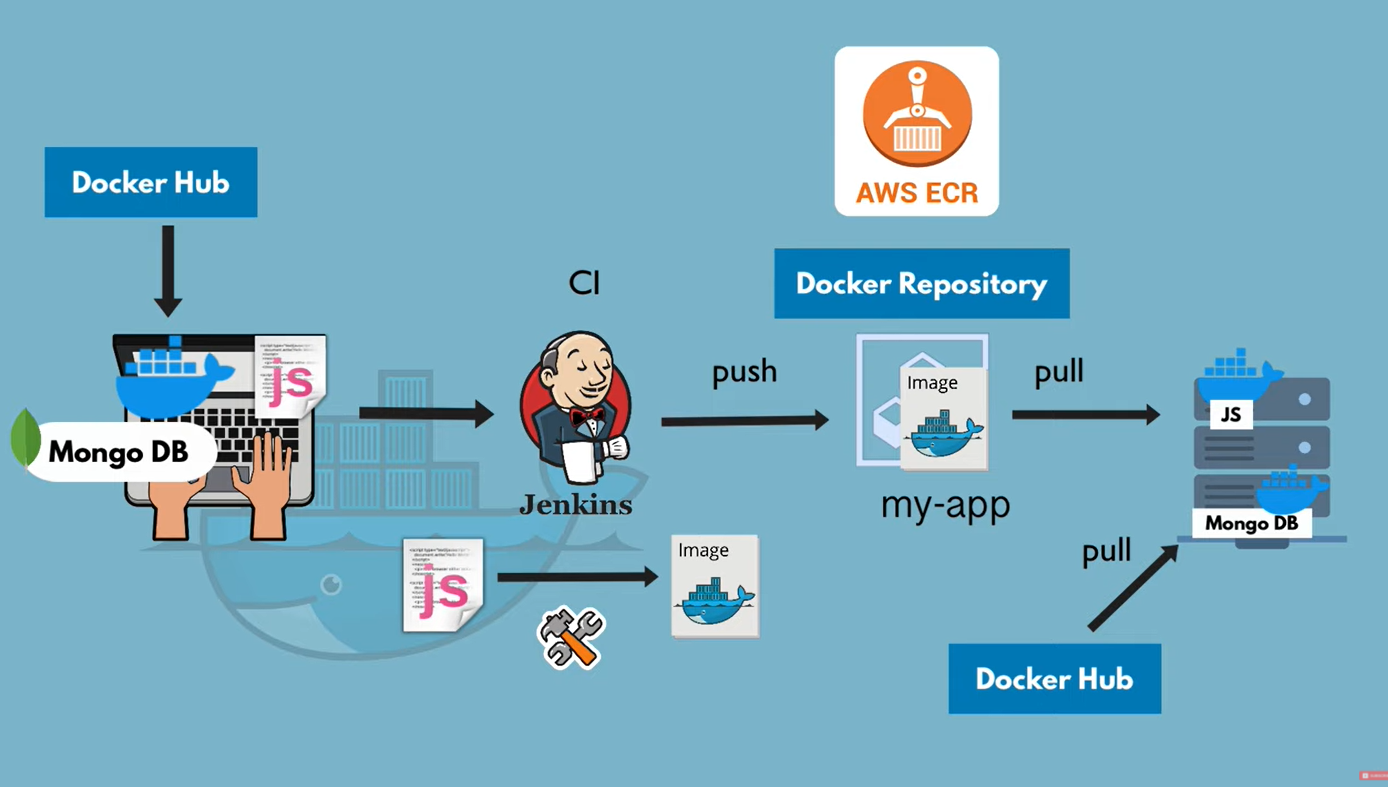 AWS ECR
Docker Hub
CI
Docker Repository
js
push
Image
pull
JS
Mongo DB
Jenkins
my-app
Mongo DB
pull
js
Image
Docker Hub